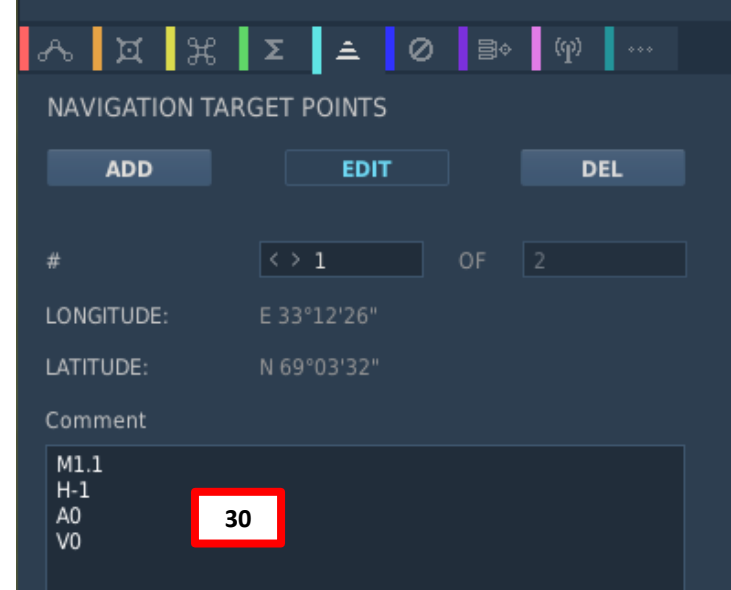 NAVIGATION TARGET POINTS
ADD EDIT DEL
# < > 1 OF 2
LONGITUDE: E 33°12'26"
LATITUDE: N 69°03'32"
Comment
M1.1
H-1
A0
V0
30